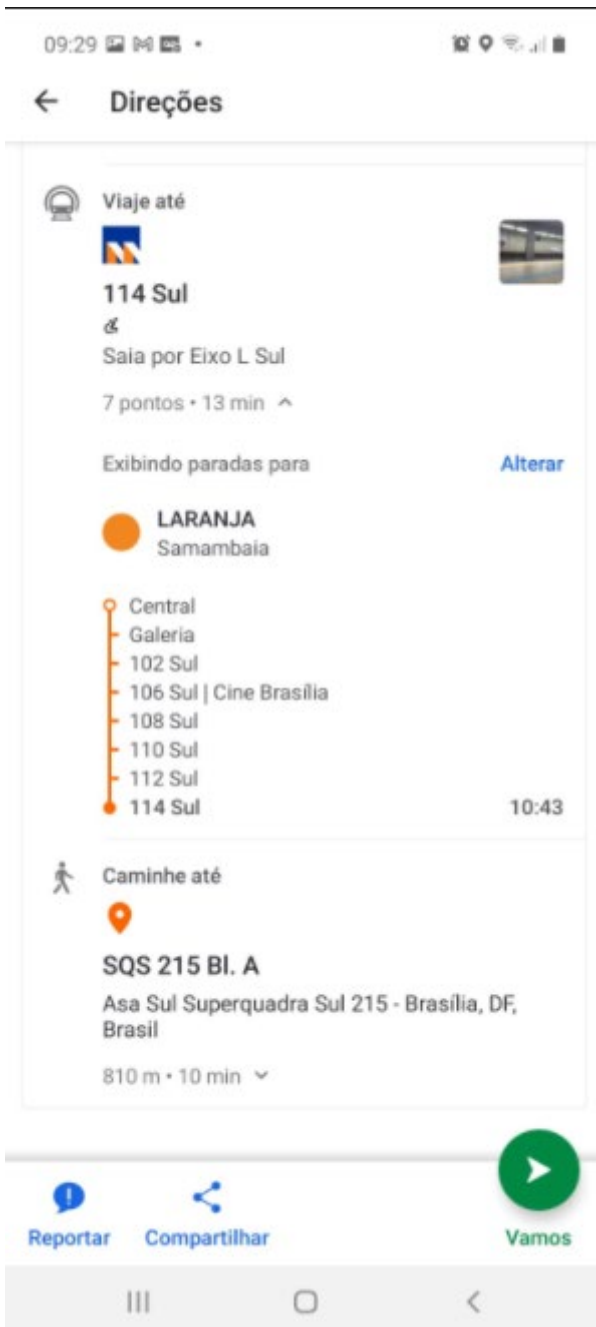 09:29
Direções
Viaje até
114 Sul
Saia por Eixo L Sul
7 pontos • 13 min
Exibindo paradas para Alterar
LARANJA
Samambaia
Central
Galeria
102 Sul
106 Sul | Cine Brasília
108 Sul
110 Sul
112 Sul
114 Sul 10:43
Caminhe até
SQS 215 Bl. A
Asa Sul Superquadra Sul 215 - Brasília, DF,
Brasil
810 m • 10 min
Reportar Compartilhar Vamos